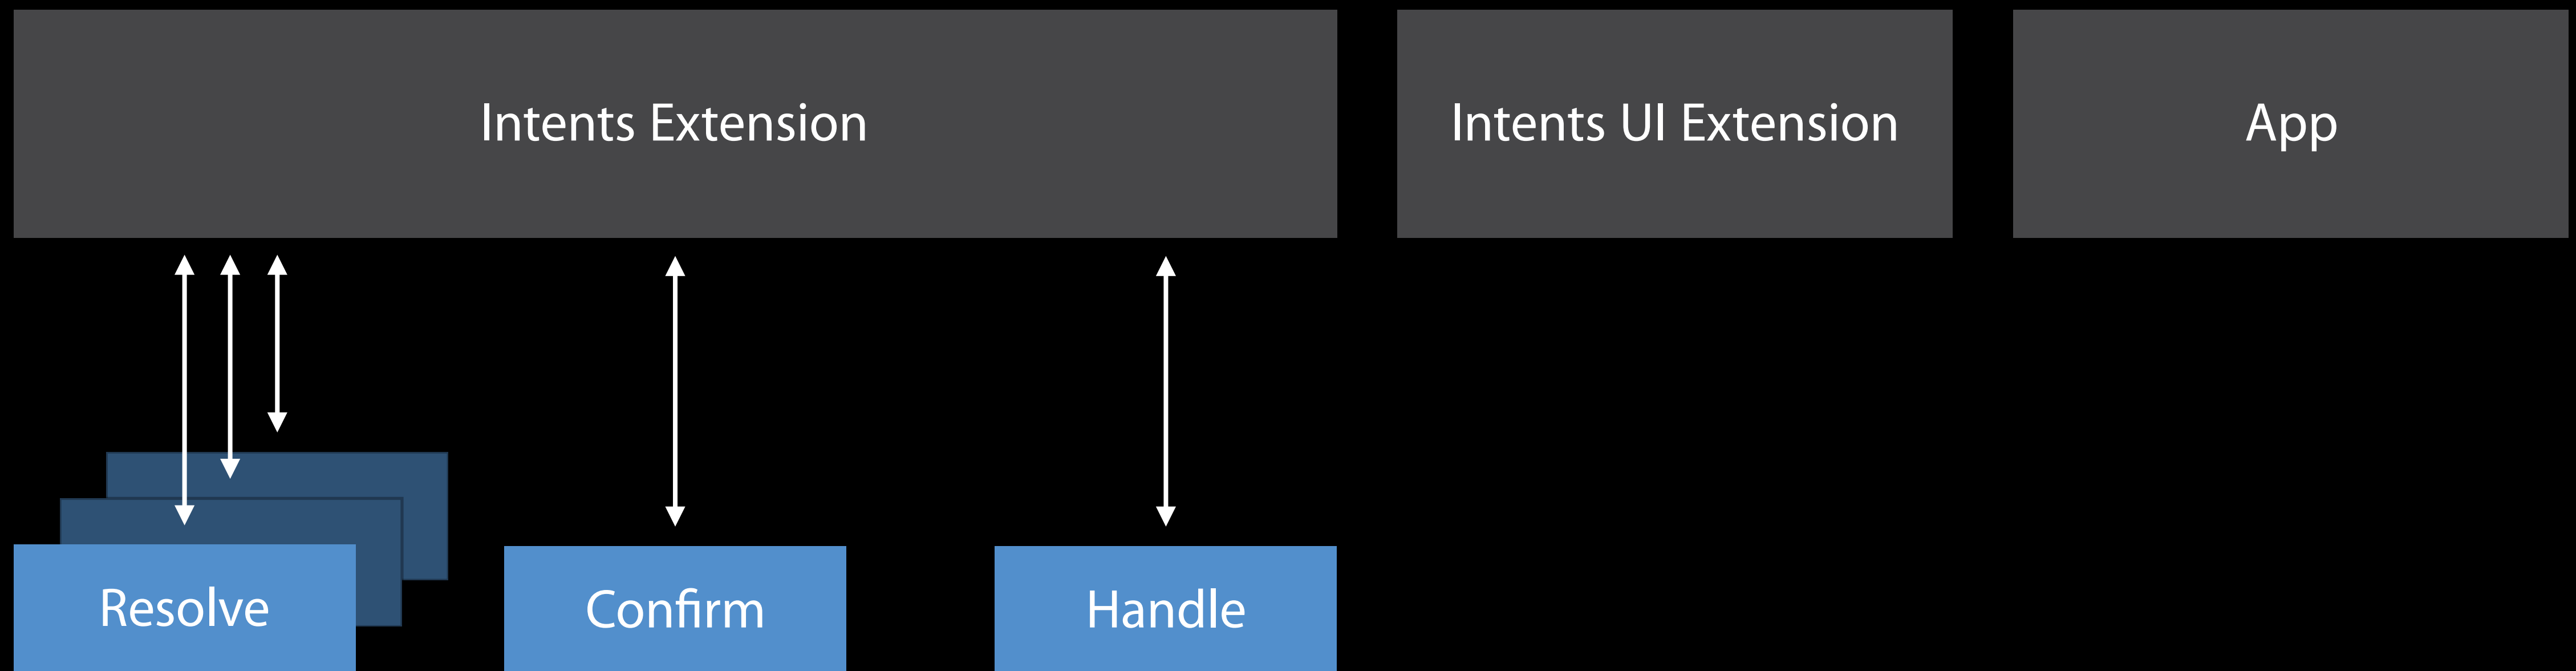 Intents Extension
Intents UI Extension
App
Resolve
Confirm
Handle